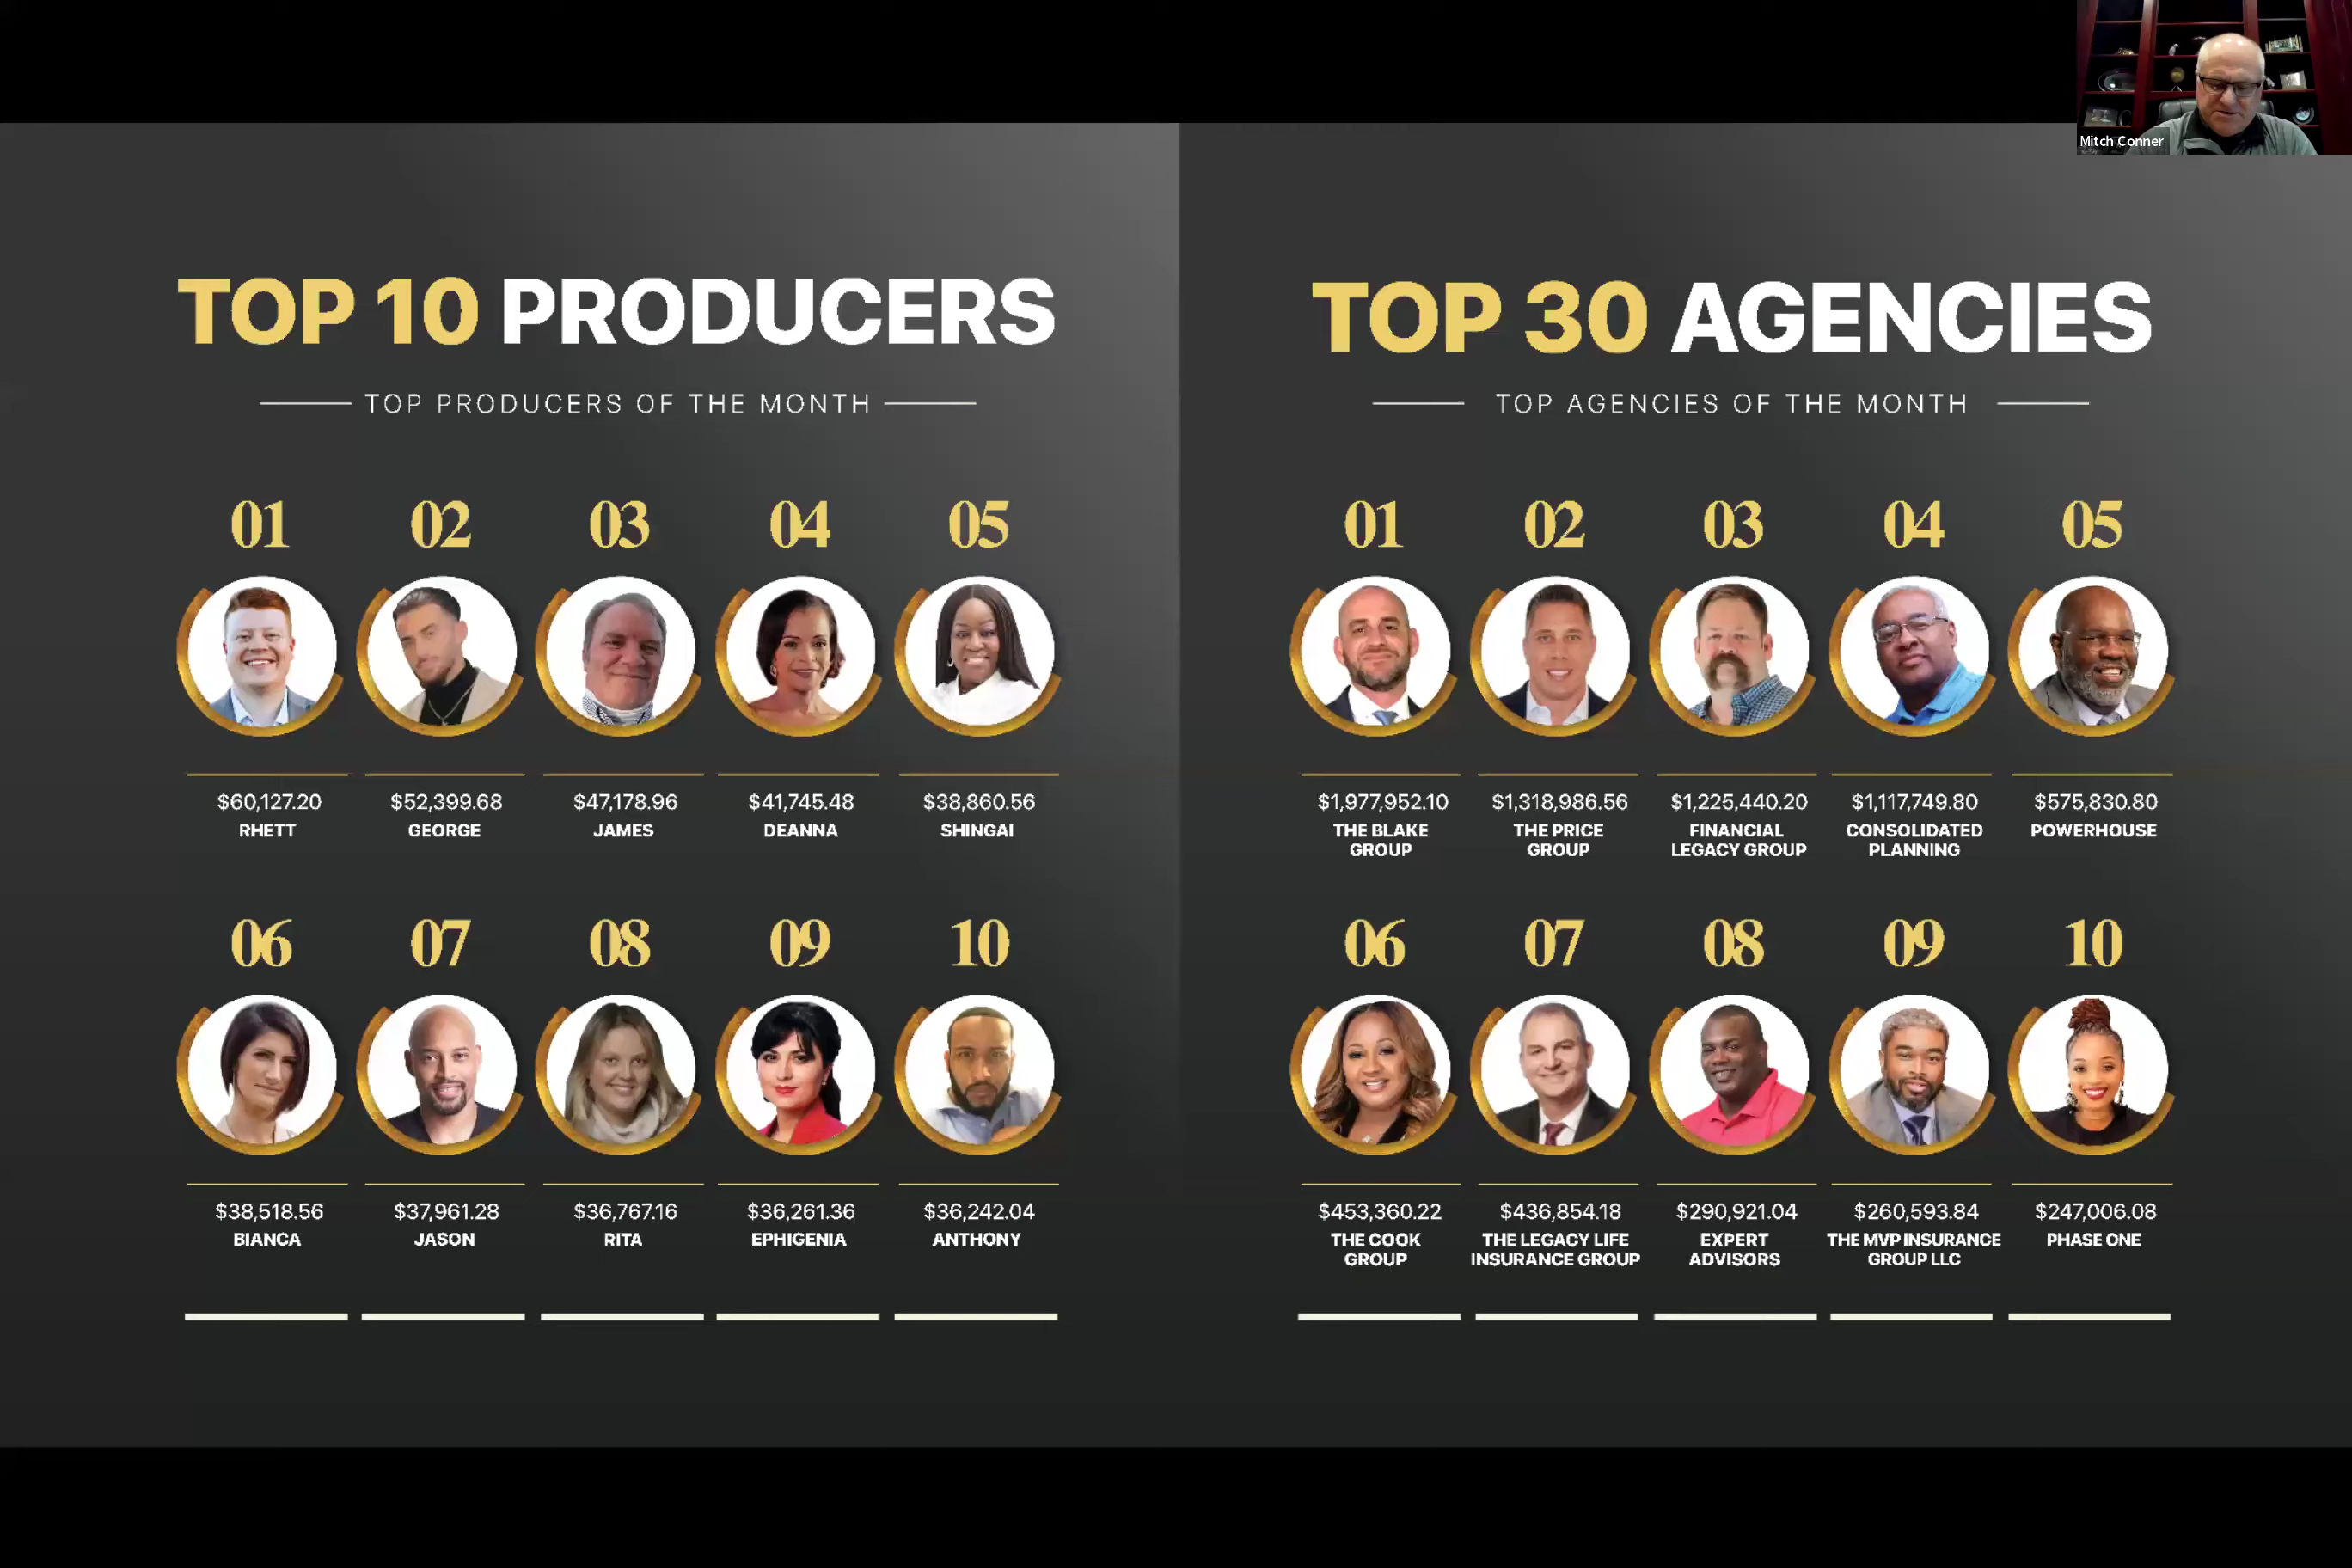 Mitch Conner
TOP 10 PRODUCERS
TOP PRODUCERS OF THE MONTH
01 02 03 04 05
$60,127.20 $52,399.68 $47,178.96 $41,745.48 $38,860.56
RHETT GEORGE JAMES DEANNA SHINGAI
06 07 08 09 10
$38,518.56 $37,961.28 $36,767.16 $36,261.36 $36,242.04
BIANCA JASON RITA EPHIGENIA ANTHONY
TOP 30 AGENCIES
TOP AGENCIES OF THE MONTH
01 02 03 04 05
$1,977,952.10 $1,318,986.56 $1,225,440.20 $1,117,749.80 $575,830.80
THE BLAKE THE PRICE FINANCIAL CONSOLIDATED POWERHOUSE
GROUP GROUP LEGACY GROUP PLANNING
06 07 08 09 10
$453,360.22 $436,854.18 $290,921.04 $260,593.84 $247,006.08
THE COOK THE LEGACY LIFE EXPERT THE MVP INSURANCE PHASE ONE
GROUP INSURANCE GROUP ADVISORS GROUP LLC